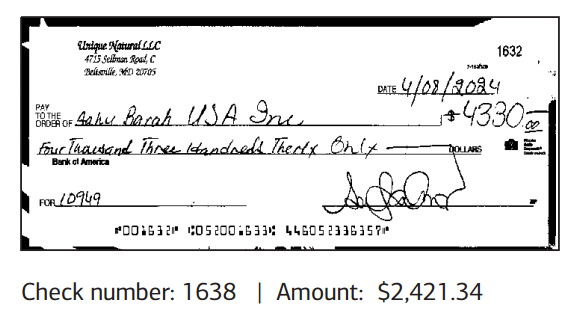 Unique Natural LLC
4715 Sellman Road, C
Beltsville, MD 20705
1632
DATE 4/08/2024
PAY
TO THE
ORDER OF Aahu Barah USA Inc,
$ 4330.00
Four Thousand Three Hundreds Therty Only DOLLARS
Bank of America
FOR 10949
⑈001632⑈ ⑆052001633⑆ 446052336357⑈
Check number: 1638 | Amount: $2,421.34